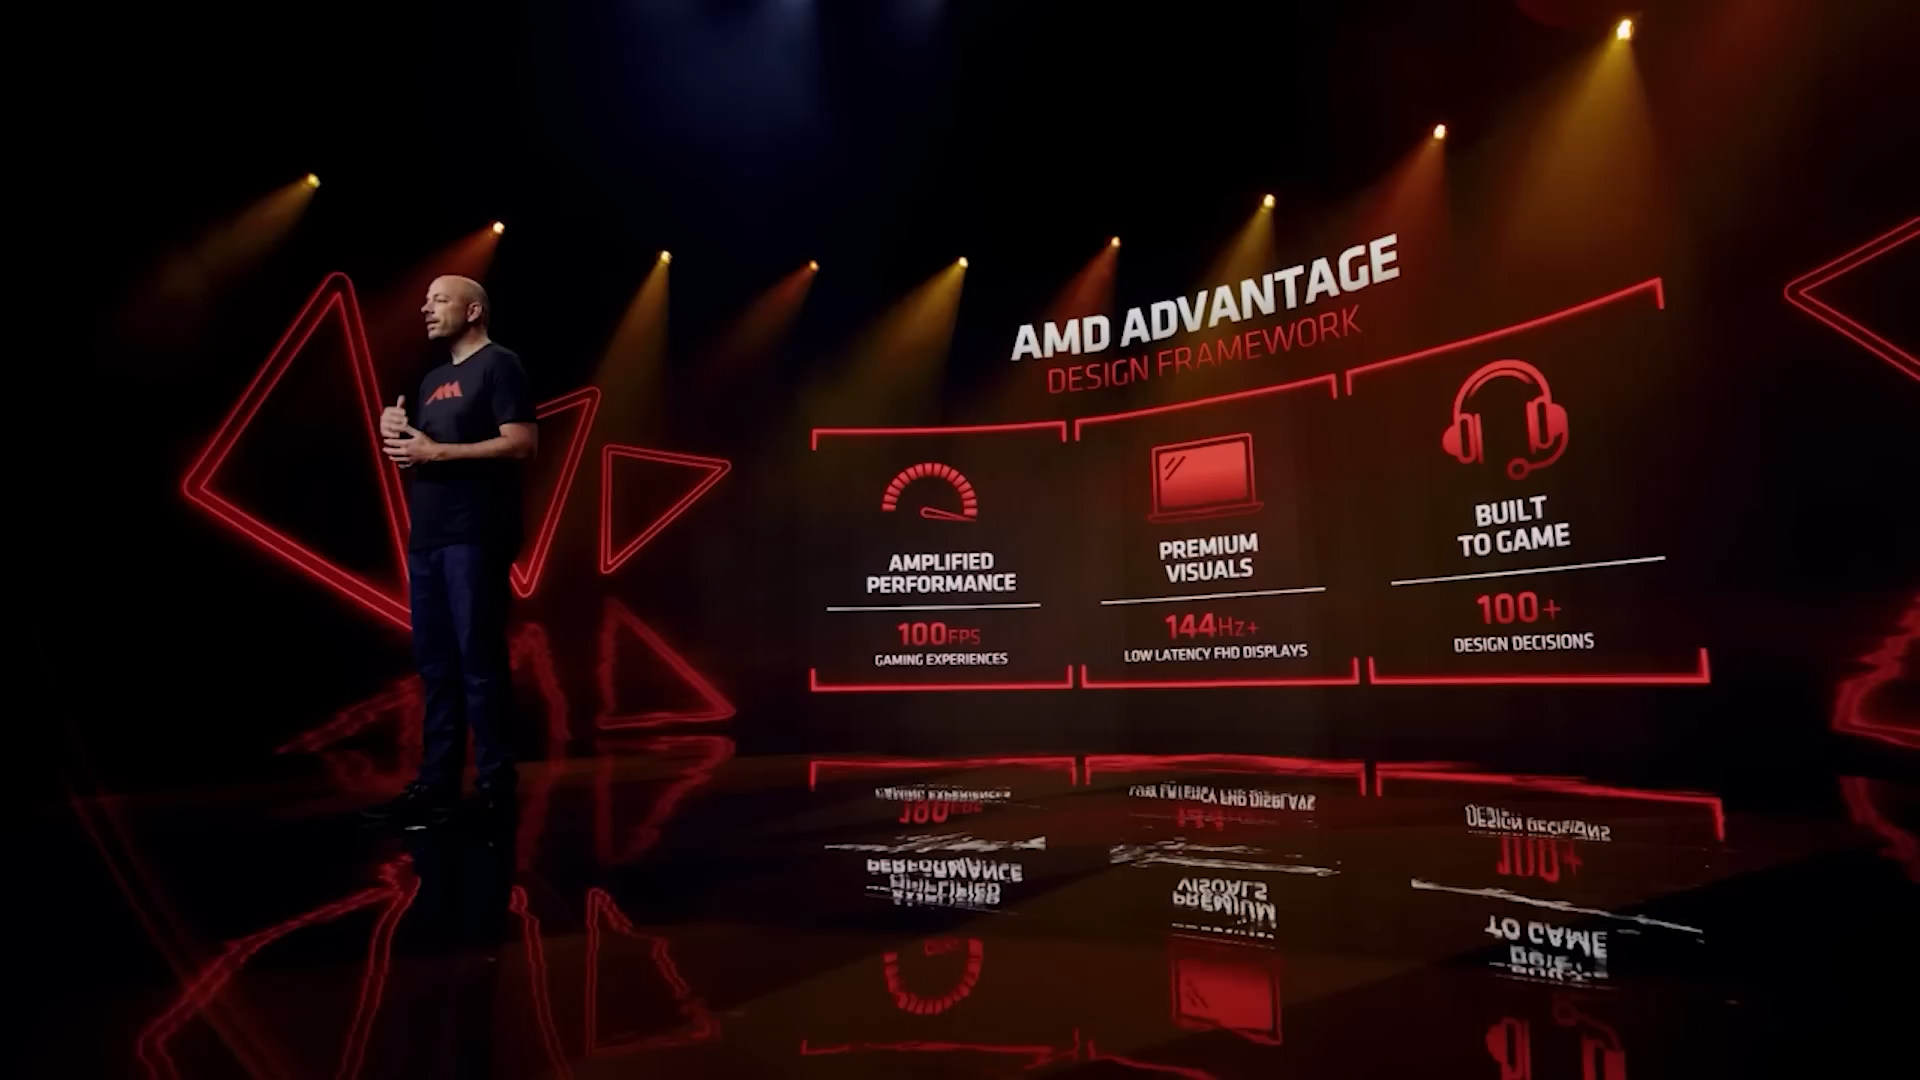 AMD ADVANTAGE
DESIGN FRAMEWORK
AMPLIFIED
PERFORMANCE
100FPS
GAMING EXPERIENCES
PREMIUM
VISUALS
144Hz+
LOW LATENCY FHD DISPLAYS
BUILT
TO GAME
100+
DESIGN DECISIONS